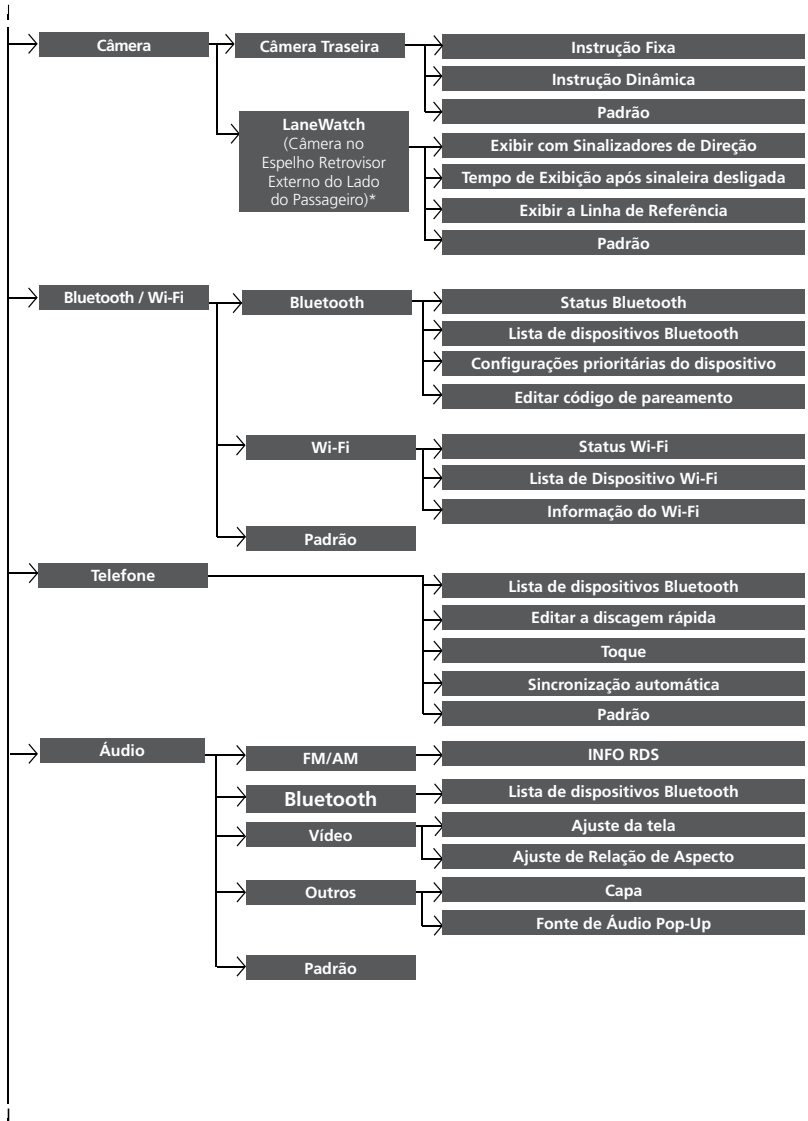 Câmera
Câmera Traseira
Instrução Fixa
Instrução Dinâmica
Padrão
LaneWatch
(Câmera no
Espelho Retrovisor
Externo do Lado
do Passageiro)*
Exibir com Sinalizadores de Direção
Tempo de Exibição após sinaleira desligada
Exibir a Linha de Referência
Padrão
Bluetooth / Wi-Fi
Bluetooth
Status Bluetooth
Lista de dispositivos Bluetooth
Configurações prioritárias do dispositivo
Editar código de pareamento
Wi-Fi
Status Wi-Fi
Lista de Dispositivo Wi-Fi
Informação do Wi-Fi
Padrão
Telefone
Lista de dispositivos Bluetooth
Editar a discagem rápida
Toque
Sincronização automática
Padrão
Áudio
FM/AM
INFO RDS
Bluetooth
Lista de dispositivos Bluetooth
Vídeo
Ajuste da tela
Ajuste de Relação de Aspecto
Outros
Capa
Fonte de Áudio Pop-Up
Padrão